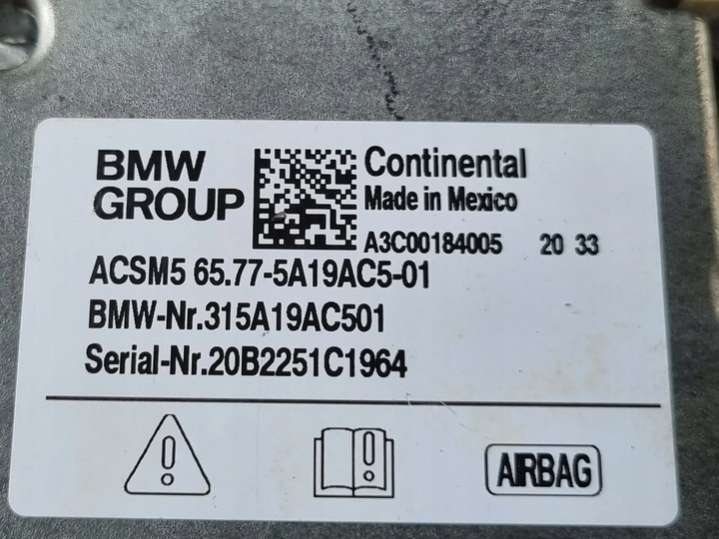 BMW
GROUP
Continental
Made in Mexico
A3C00184005 20 33
ACSM5 65.77-5A19AC5-01
BMW-Nr.315A19AC501
Serial-Nr.20B2251C1964
AIRBAG